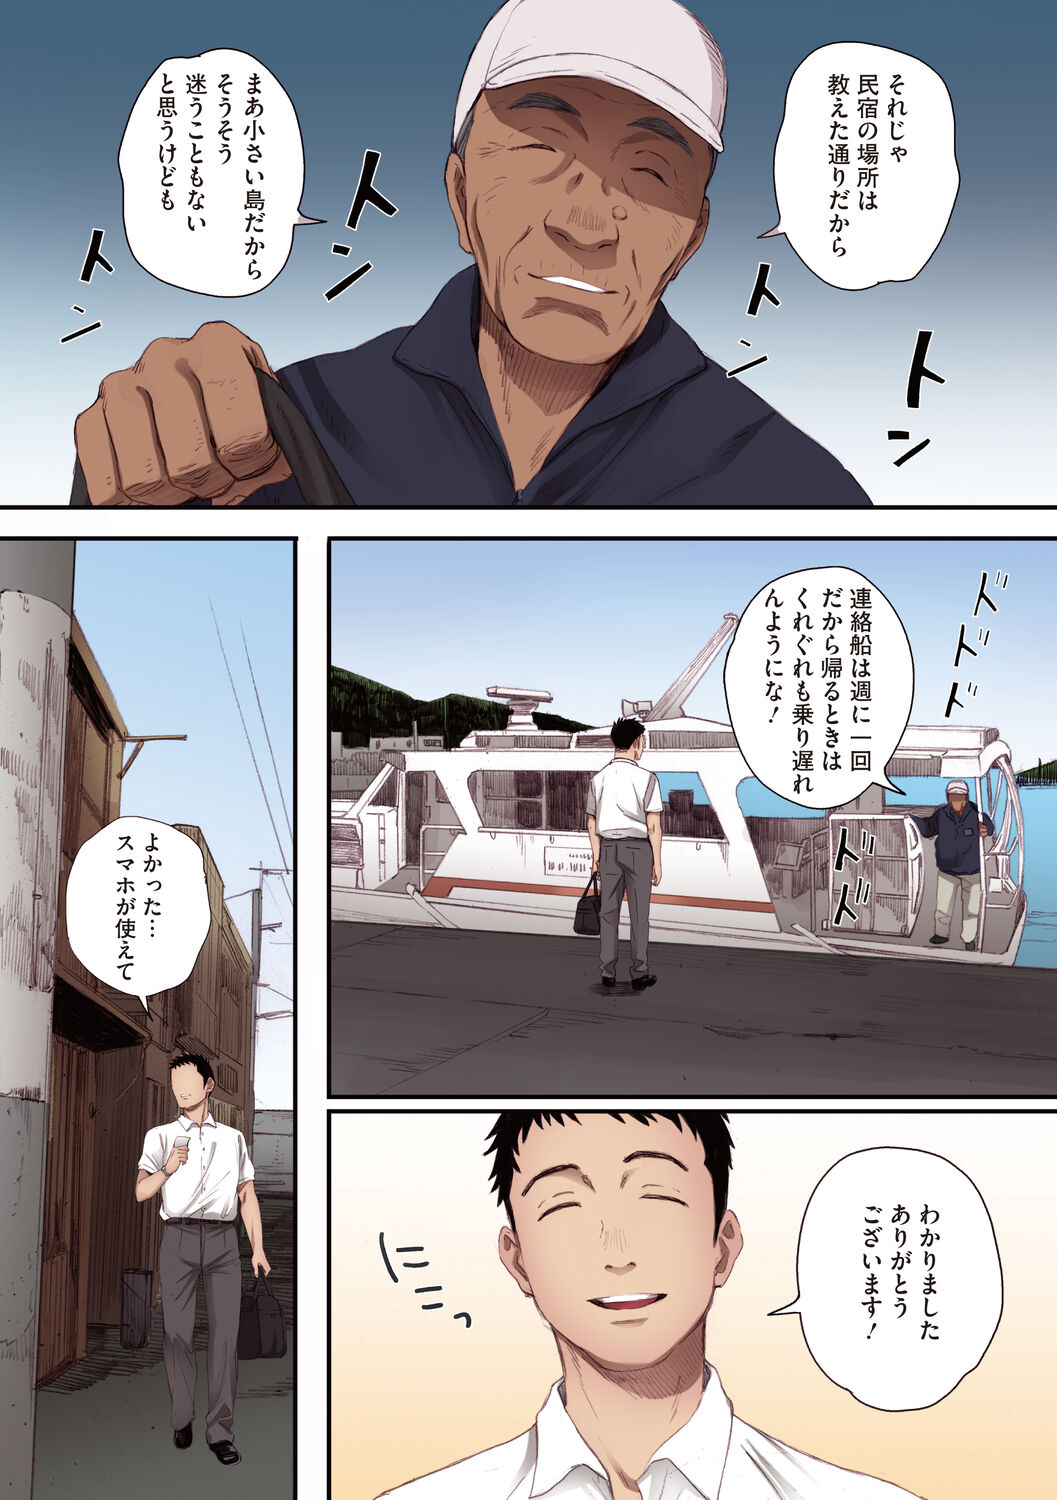 それじゃ
民宿の場所は
教えた通りだから
まあ小さい島だから
そうそう
迷うこともない
と思うけども
トン
トン
トン
トン
連絡船は週に一回
だから帰るときは
くれぐれも乗り遅れ
んようにな！
ドドド
ドド
わかりました
ありがとう
ございます！
にこっ
よかった…
スマホが使えて